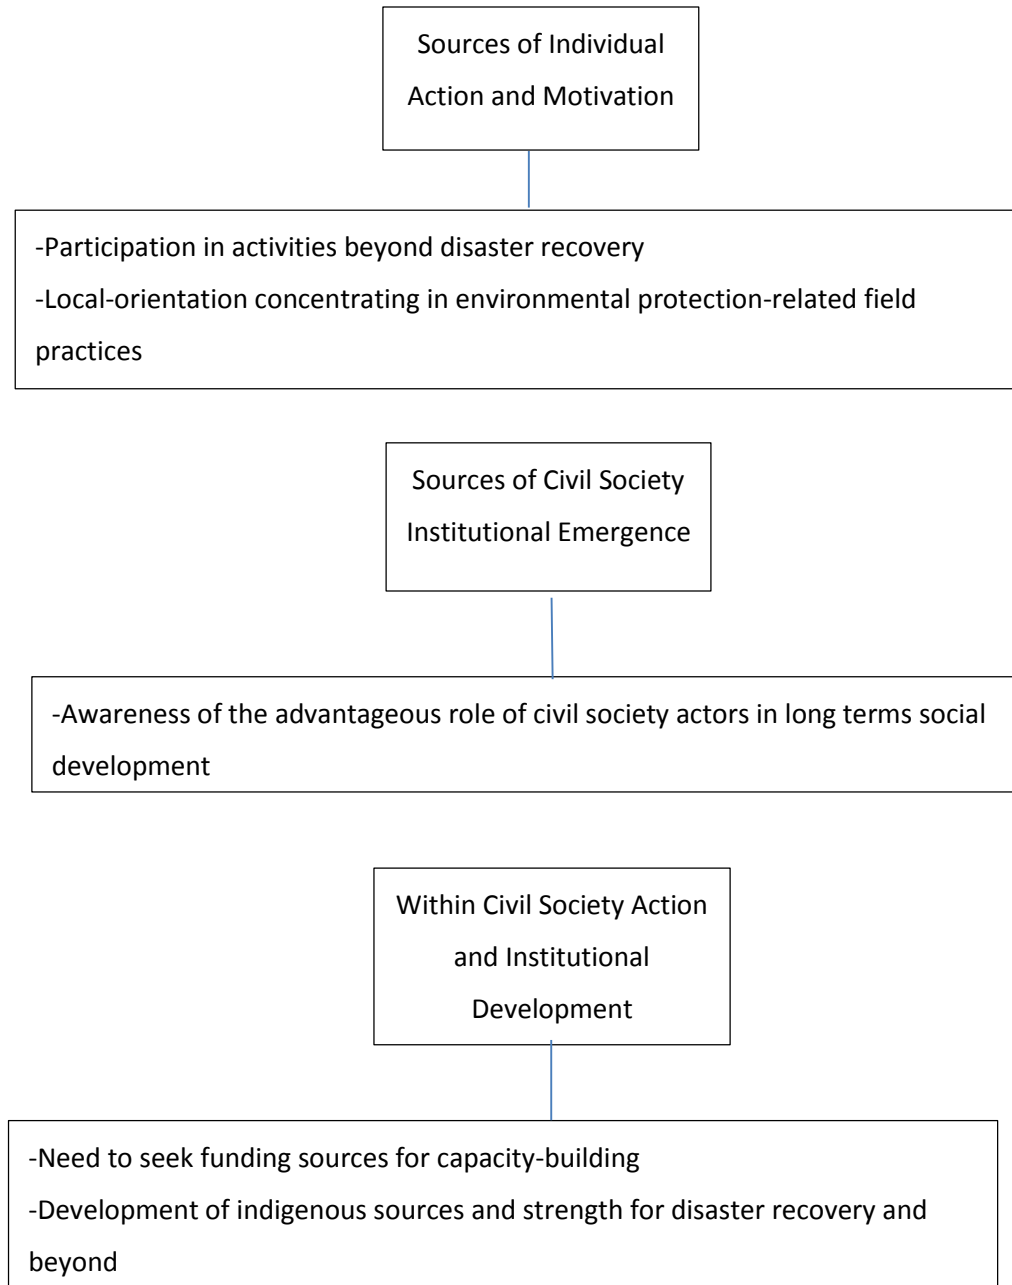 Sources of Individual
Action and Motivation
-Participation in activities beyond disaster recovery
-Local-orientation concentrating in environmental protection-related field
practices
Sources of Civil Society
Institutional Emergence
-Awareness of the advantageous role of civil society actors in long terms social
development
Within Civil Society Action
and Institutional
Development
-Need to seek funding sources for capacity-building
-Development of indigenous sources and strength for disaster recovery and
beyond